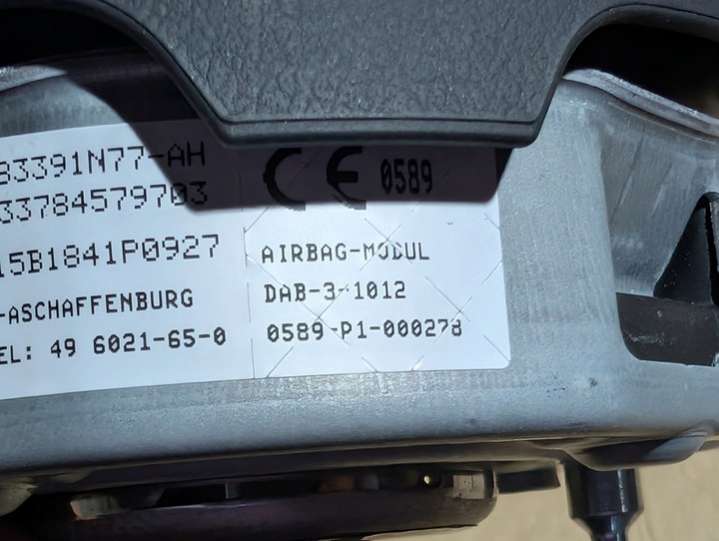 83391N77-AH
33784579703
15B1841P0927
-ASCHAFFENBURG
EL: 49 6021-65-0
CE 0589
AIRBAG-MODUL
DAB-3-1012
0589-P1-000278